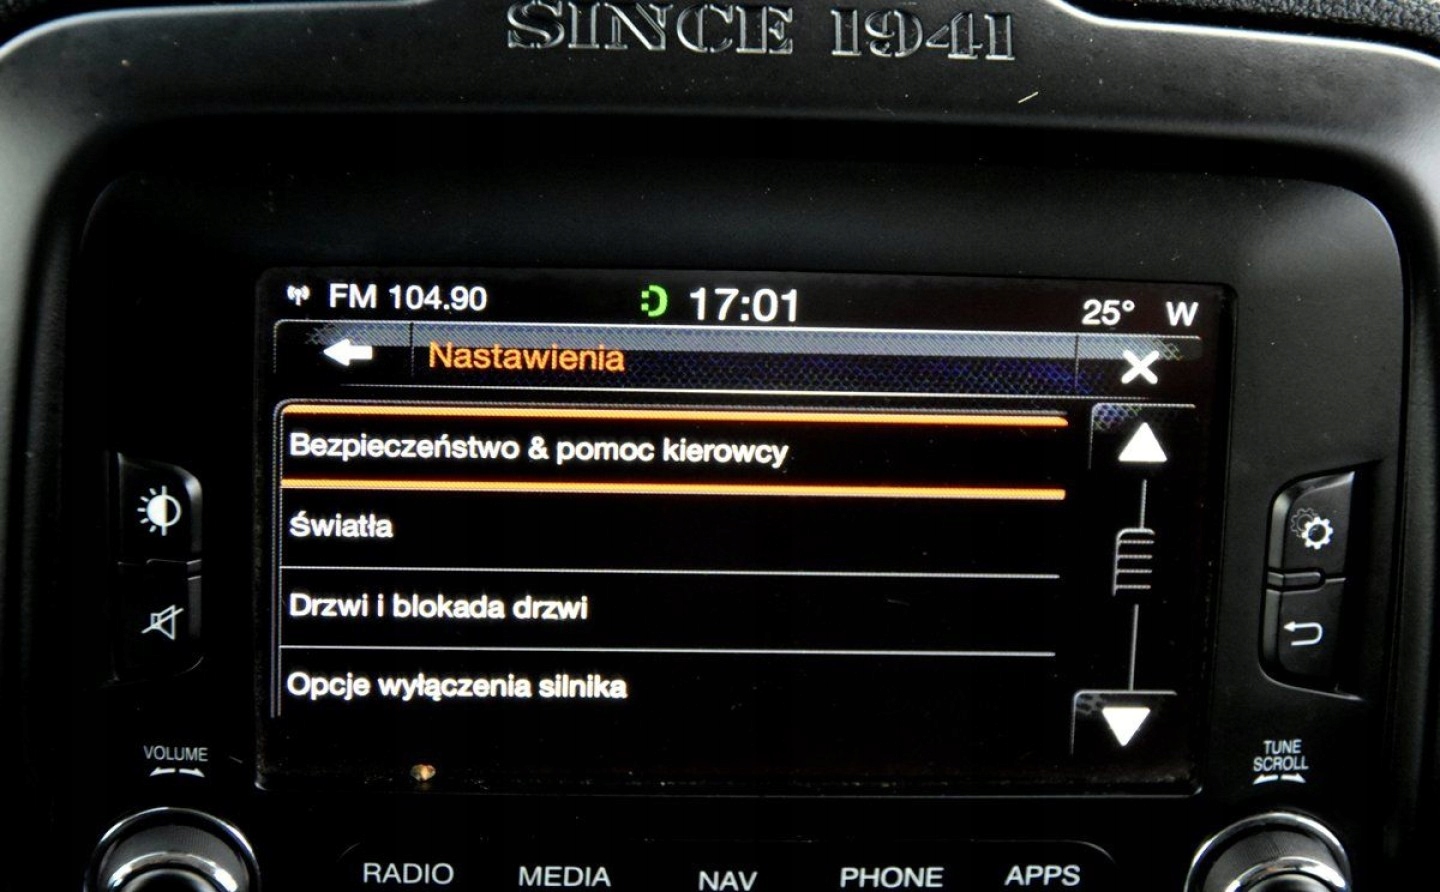 SINCE 1941
FM 104.90 17:01 25° W
Nastawienia
Bezpieczeństwo & pomoc kierowcy
Światła
Drzwi i blokada drzwi
Opcje wyłączenia silnika
VOLUME
TUNE
SCROLL
RADIO MEDIA NAV PHONE APPS